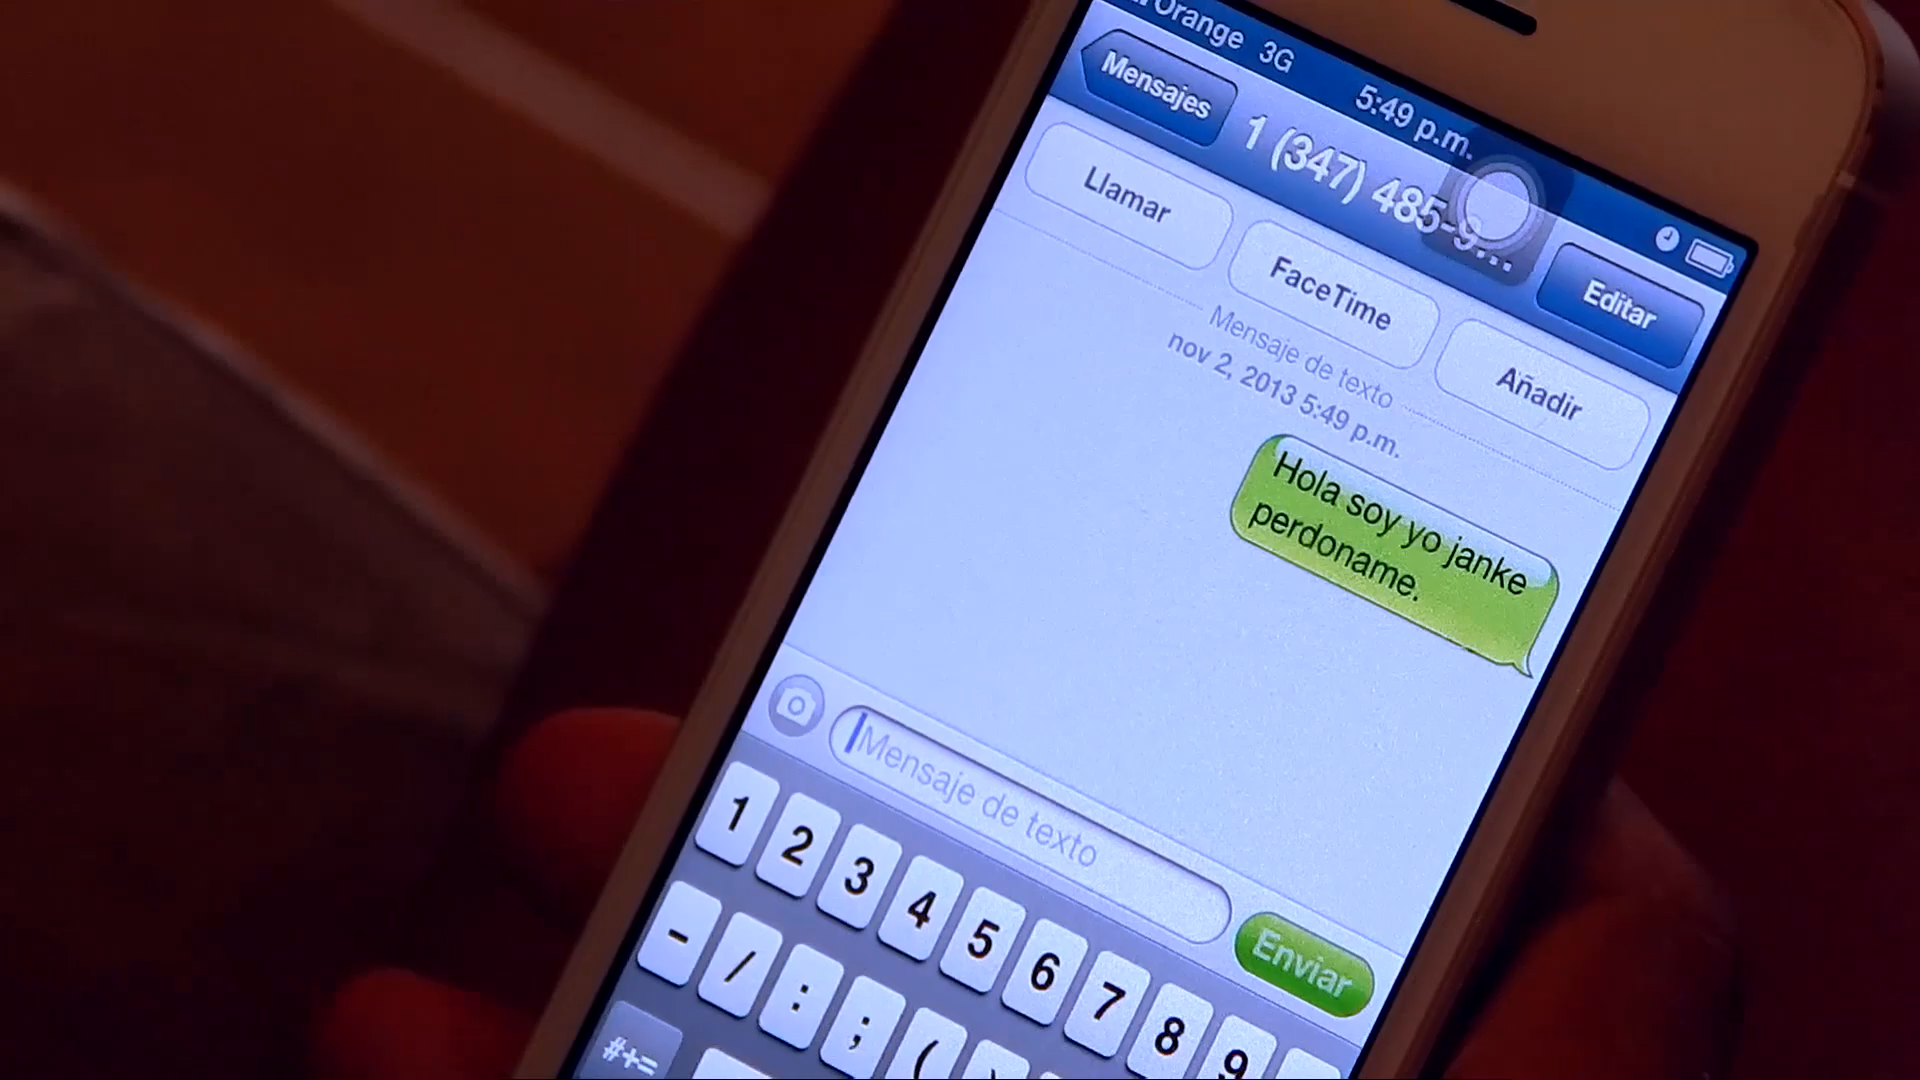 Orange 3G
5:49 p.m.
Mensajes
1 (347) 485-9...
Editar
Llamar
FaceTime
Añadir
Mensaje de texto
nov 2, 2013 5:49 p.m.
Hola soy yo janke
perdoname.
Mensaje de texto
Enviar
1 2 3 4 5 6 7 8 9
- / : ; (
#+=